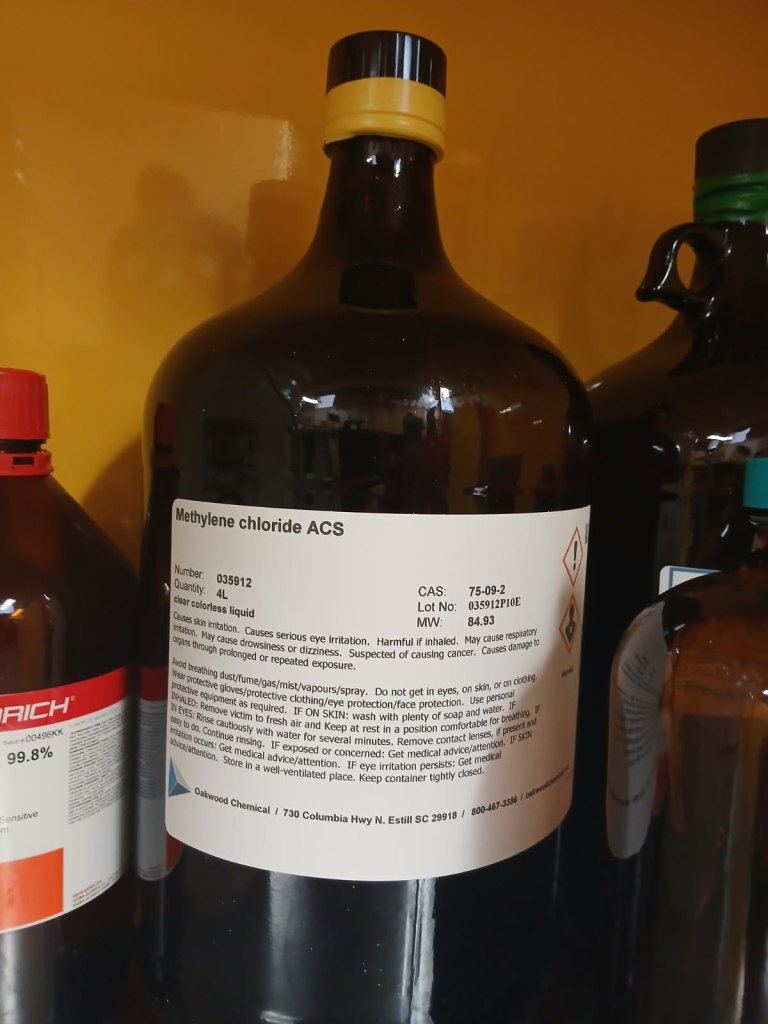 Methylene chloride ACS
Number: 035912
Quantity: 4L
clear colorless liquid
CAS: 75-09-2
Lot No: 035912P10E
MW: 84.93
Causes skin irritation. Causes serious eye irritation. Harmful if inhaled. May cause respiratory
irritation. May cause drowsiness or dizziness. Suspected of causing cancer. Causes damage to
organs through prolonged or repeated exposure.
Avoid breathing dust/fume/gas/mist/vapours/spray. Do not get in eyes, on skin, or on clothing.
Wear protective gloves/protective clothing/eye protection/face protection. Use personal
protective equipment as required. IF ON SKIN: wash with plenty of soap and water. IF
INHALED: Remove victim to fresh air and Keep at rest in a position comfortable for breathing. IF
IN EYES: Rinse cautiously with water for several minutes. Remove contact lenses, if present and
easy to do. Continue rinsing. IF exposed or concerned: Get medical advice/attention. IF SKIN
irritation occurs: Get medical advice/attention. IF eye irritation persists: Get medical
advice/attention. Store in a well-ventilated place. Keep container tightly closed.
Oakwood Chemical / 730 Columbia Hwy N. Estill SC 29918 / 800-467-3386 /
RICH®
00496KK
99.8%
Sensitive